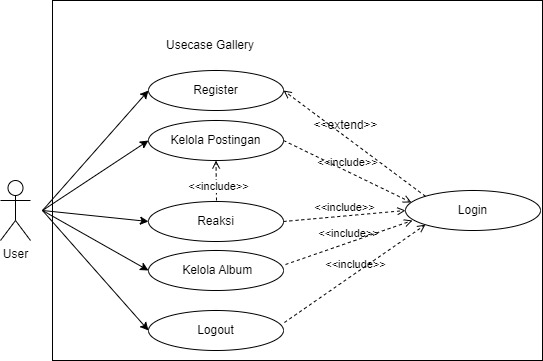 Usecase Gallery
Register
<<extend>>
Kelola Postingan
<<include>>
<<include>>
User
Reaksi
<<include>>
Login
<<include>>
Kelola Album
<<include>>
Logout